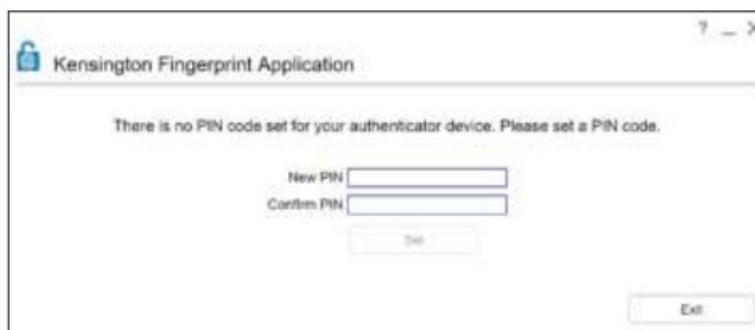 ? _ X
Kensington Fingerprint Application
There is no PIN code set for your authenticator device. Please set a PIN code.
New PIN
Confirm PIN
Set
Exit